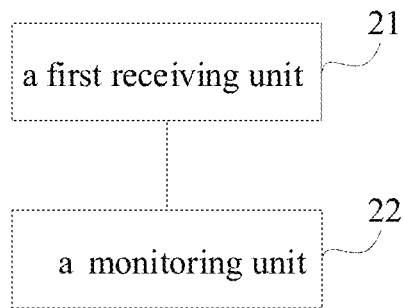 21
a first receiving unit
22
a monitoring unit